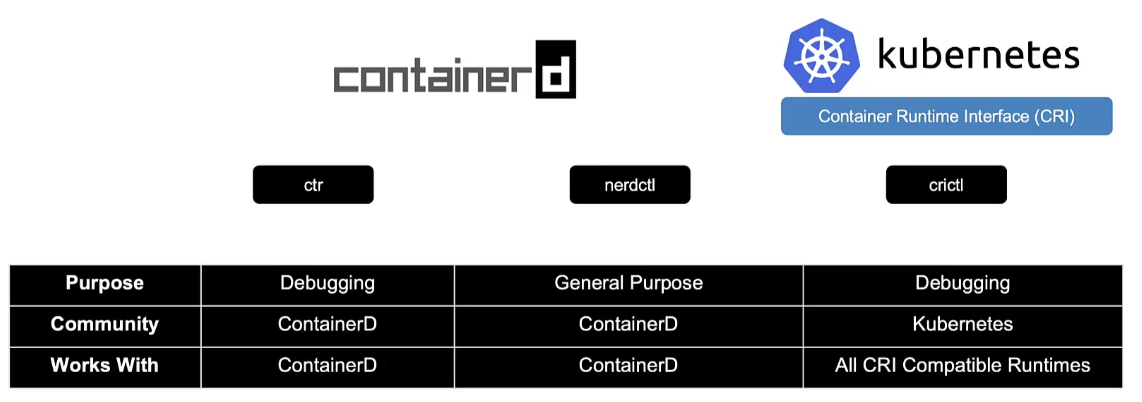 containerd
kubernetes
Container Runtime Interface (CRI)
ctr nerdctl crictl
Purpose Debugging General Purpose Debugging
Community ContainerD ContainerD Kubernetes
Works With ContainerD ContainerD All CRI Compatible Runtimes